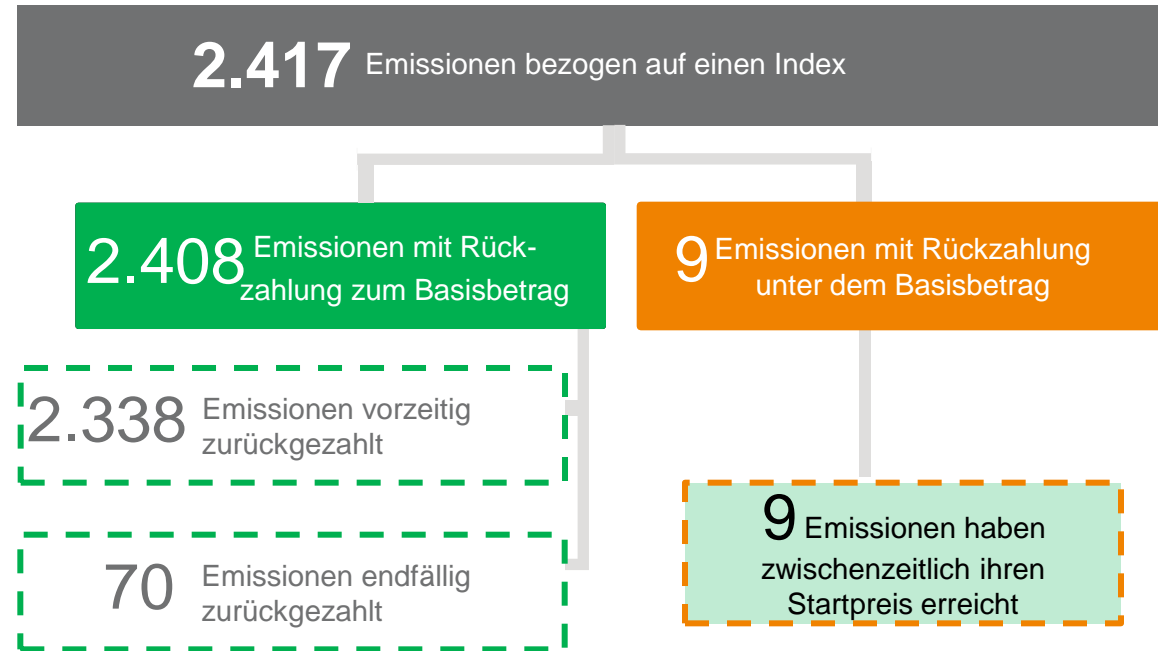 2.417 Emissionen bezogen auf einen Index
2.408 Emissionen mit Rück-
zahlung zum Basisbetrag
9 Emissionen mit Rückzahlung
unter dem Basisbetrag
2.338 Emissionen vorzeitig
zurückgezahlt
70 Emissionen endfällig
zurückgezahlt
9 Emissionen haben
zwischenzeitlich ihren
Startpreis erreicht